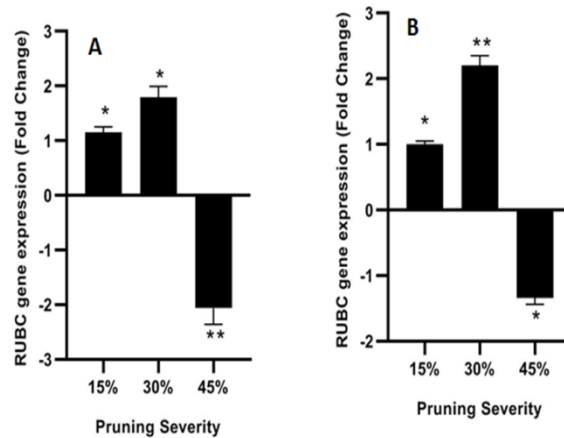 A
RUBC gene expression (Fold Change)
3
2
1
0
-1
-2
-3
*
*
**
15% 30% 45%
Pruning Severity
B
RUBC gene expression (Fold Change)
3
2
1
0
-1
-2
*
**
*
15% 30% 45%
Pruning Severity